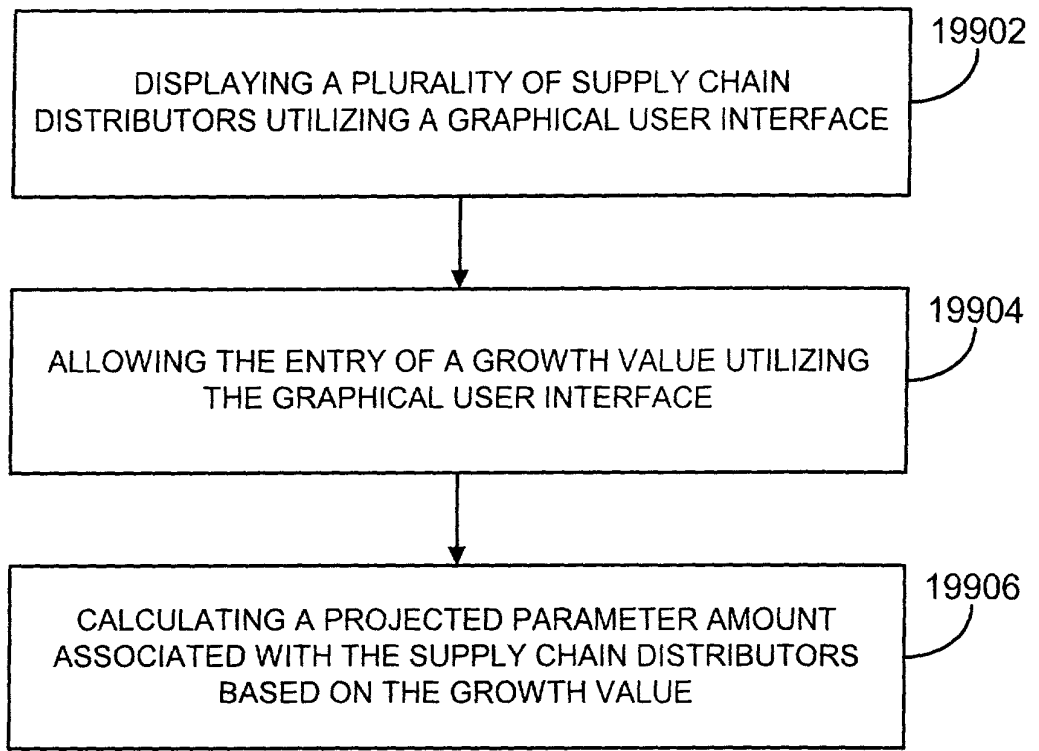 19902
DISPLAYING A PLURALITY OF SUPPLY CHAIN
DISTRIBUTORS UTILIZING A GRAPHICAL USER INTERFACE
19904
ALLOWING THE ENTRY OF A GROWTH VALUE UTILIZING
THE GRAPHICAL USER INTERFACE
19906
CALCULATING A PROJECTED PARAMETER AMOUNT
ASSOCIATED WITH THE SUPPLY CHAIN DISTRIBUTORS
BASED ON THE GROWTH VALUE